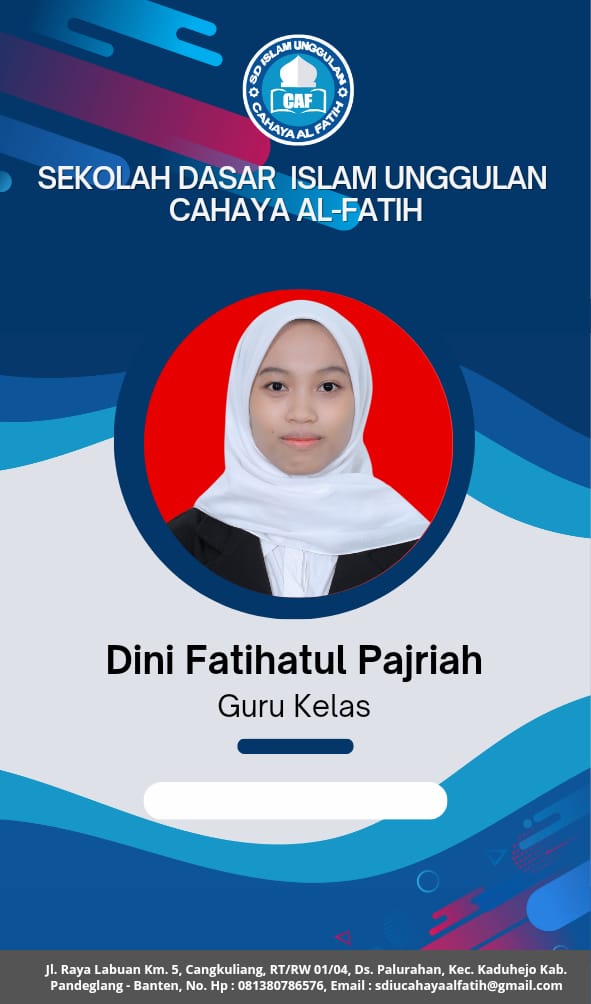 SD ISLAM UNGGULAN
CAF
CAHAYA AL FATIH
SEKOLAH DASAR ISLAM UNGGULAN
CAHAYA AL-FATIH
Dini Fatihatul Pajriah
Guru Kelas
Jl. Raya Labuan Km. 5, Cangkuliang, RT/RW 01/04, Ds. Palurahan, Kec. Kaduhejo Kab.
Pandeglang - Banten, No. Hp : 081380786576, Email : sdiucahayaalfatih@gmail.com